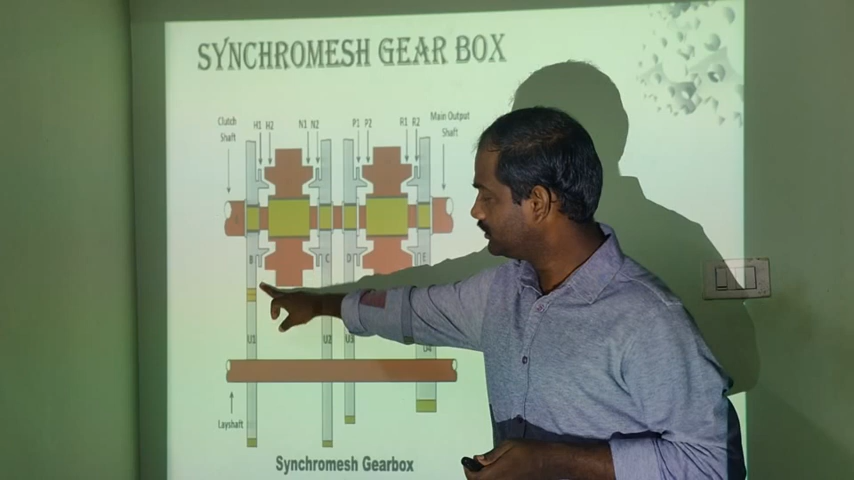 SYNCHROMESH GEAR BOX
Clutch Shaft
H1 H2
N1 N2
P1 P2
R1 R2
Main Output Shaft
B
C
D
E
U1
U2
U3
U4
Layshaft
Synchromesh Gearbox